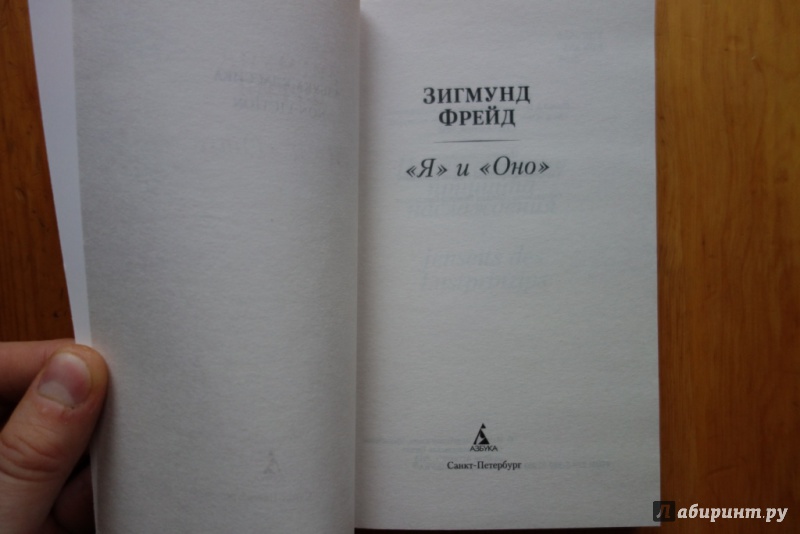 ЗИГМУНД
ФРЕЙД
«Я» и «Оно»
АЗБУКА
Санкт-Петербург
Лабиринт.ру